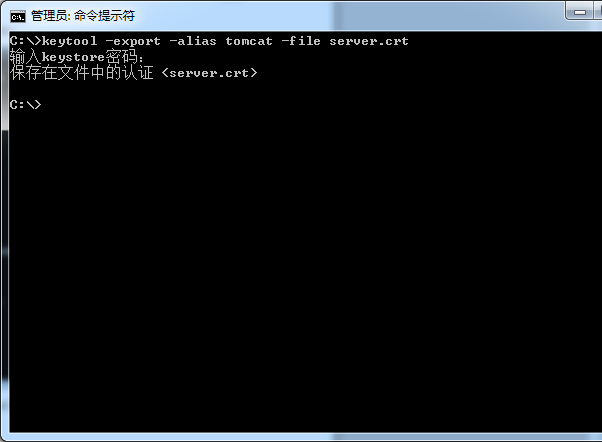 管理员: 命令提示符
C:\>keytool -export -alias tomcat -file server.crt
输入keystore密码：
保存在文件中的认证 <server.crt>
C:\>